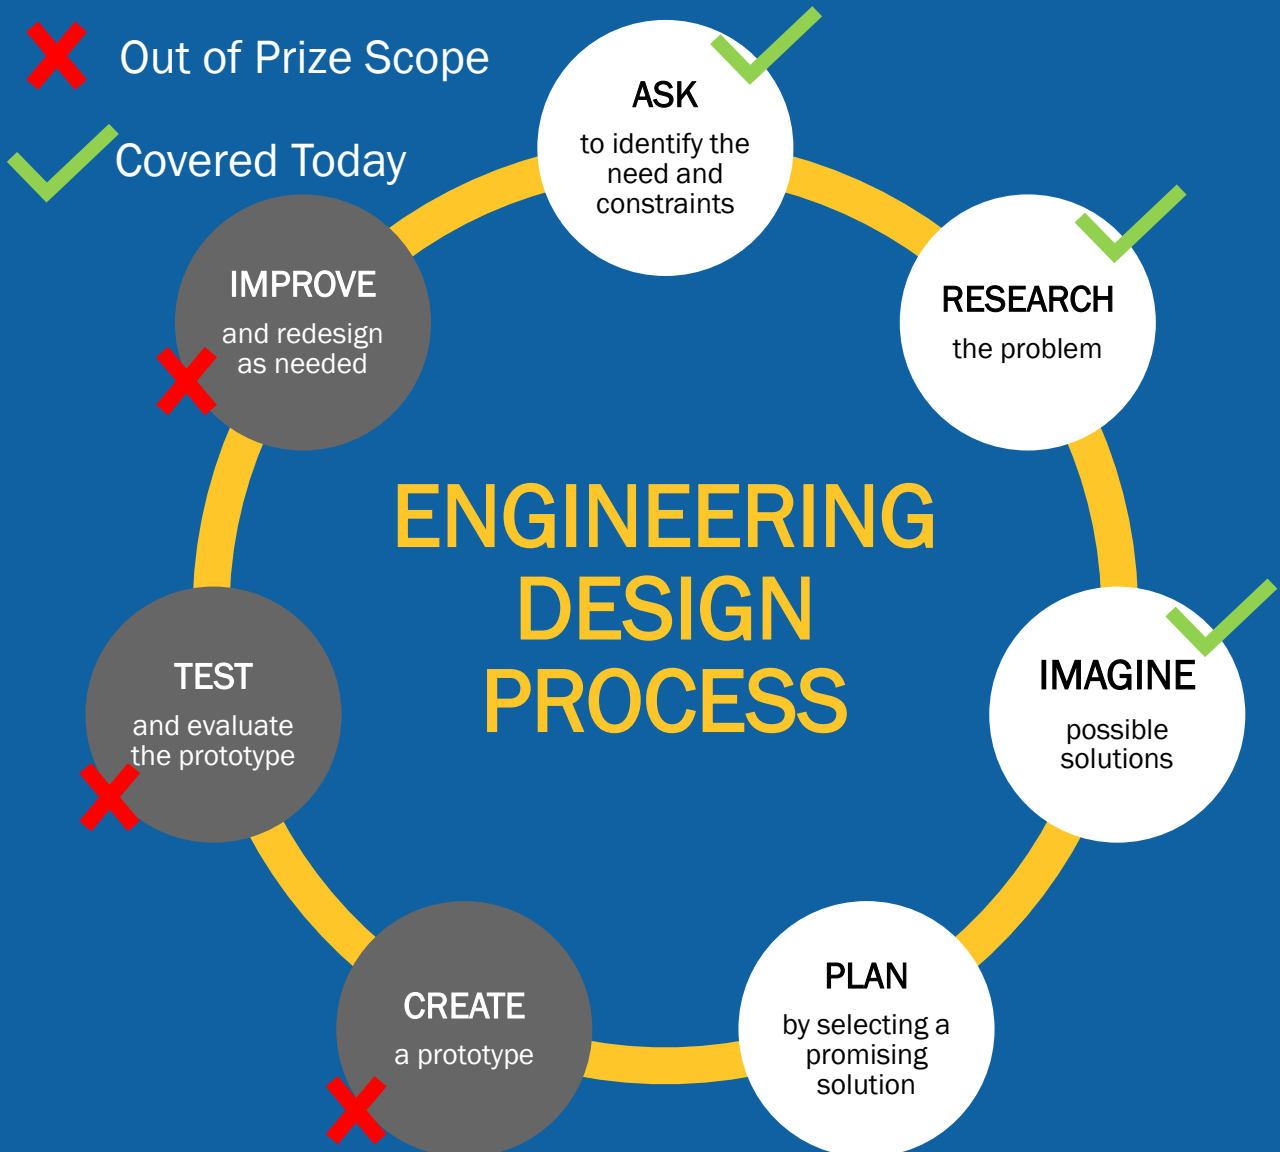 Out of Prize Scope
Covered Today
ASK
to identify the
need and
constraints
RESEARCH
the problem
IMAGINE
possible
solutions
PLAN
by selecting a
promising
solution
CREATE
a prototype
TEST
and evaluate
the prototype
IMPROVE
and redesign
as needed
ENGINEERING
DESIGN
PROCESS